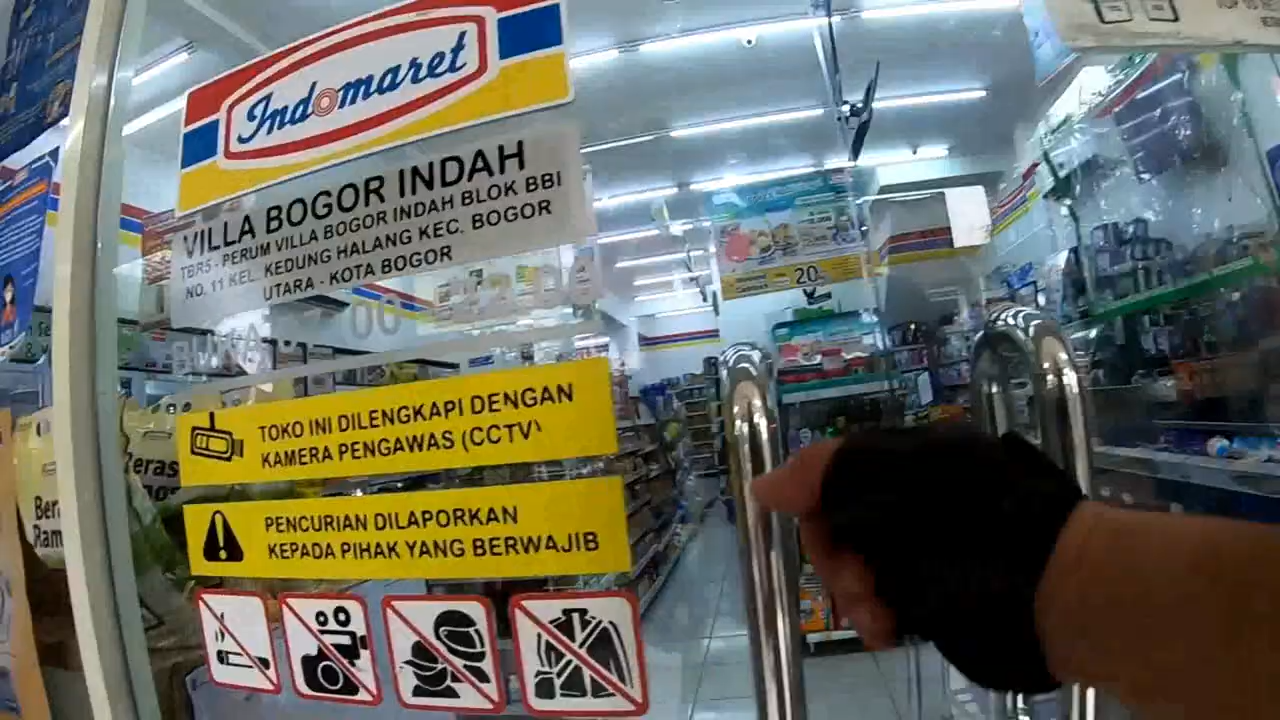 Indomaret
VILLA BOGOR INDAH
TBR5 - PERUM VILLA BOGOR INDAH BLOK BBI
NO. 11 KEL. KEDUNG HALANG KEC. BOGOR
UTARA - KOTA BOGOR
TOKO INI DILENGKAPI DENGAN
KAMERA PENGAWAS (CCTV)
PENCURIAN DILAPORKAN
KEPADA PIHAK YANG BERWAJIB
20